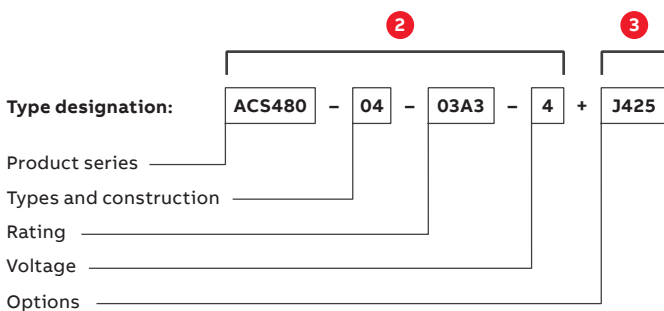 2 3
Type designation: ACS480 – 04 – 03A3 – 4 + J425
Product series
Types and construction
Rating
Voltage
Options